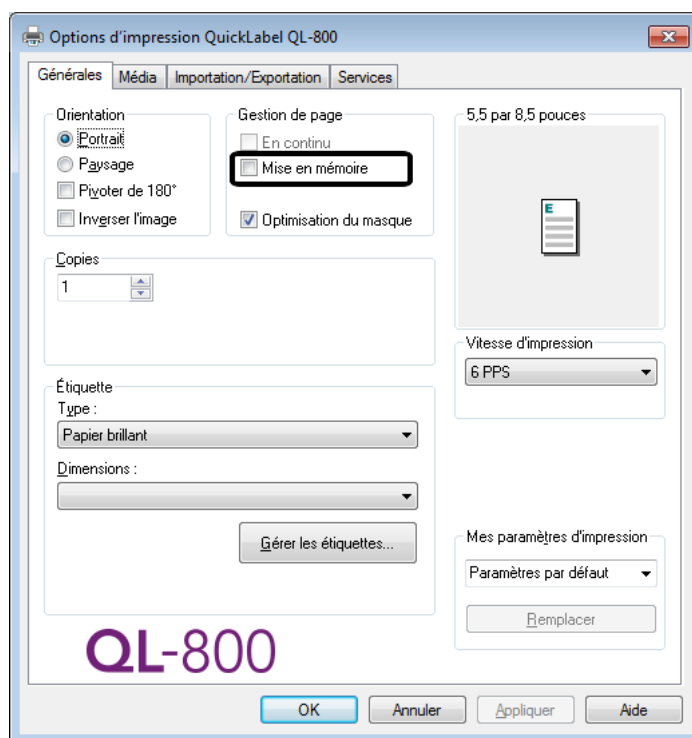 Options d'impression QuickLabel QL-800
Générales Média Importation/Exportation Services
Orientation
Portrait
Paysage
Pivoter de 180°
Inverser l'image
Gestion de page
En continu
Mise en mémoire
Optimisation du masque
5,5 par 8,5 pouces
E
Copies
1
Vitesse d'impression
6 PPS
Étiquette
Type :
Papier brillant
Dimensions :
Gérer les étiquettes...
Mes paramètres d'impression
Paramètres par défaut
Remplacer
QL-800
OK Annuler Appliquer Aide